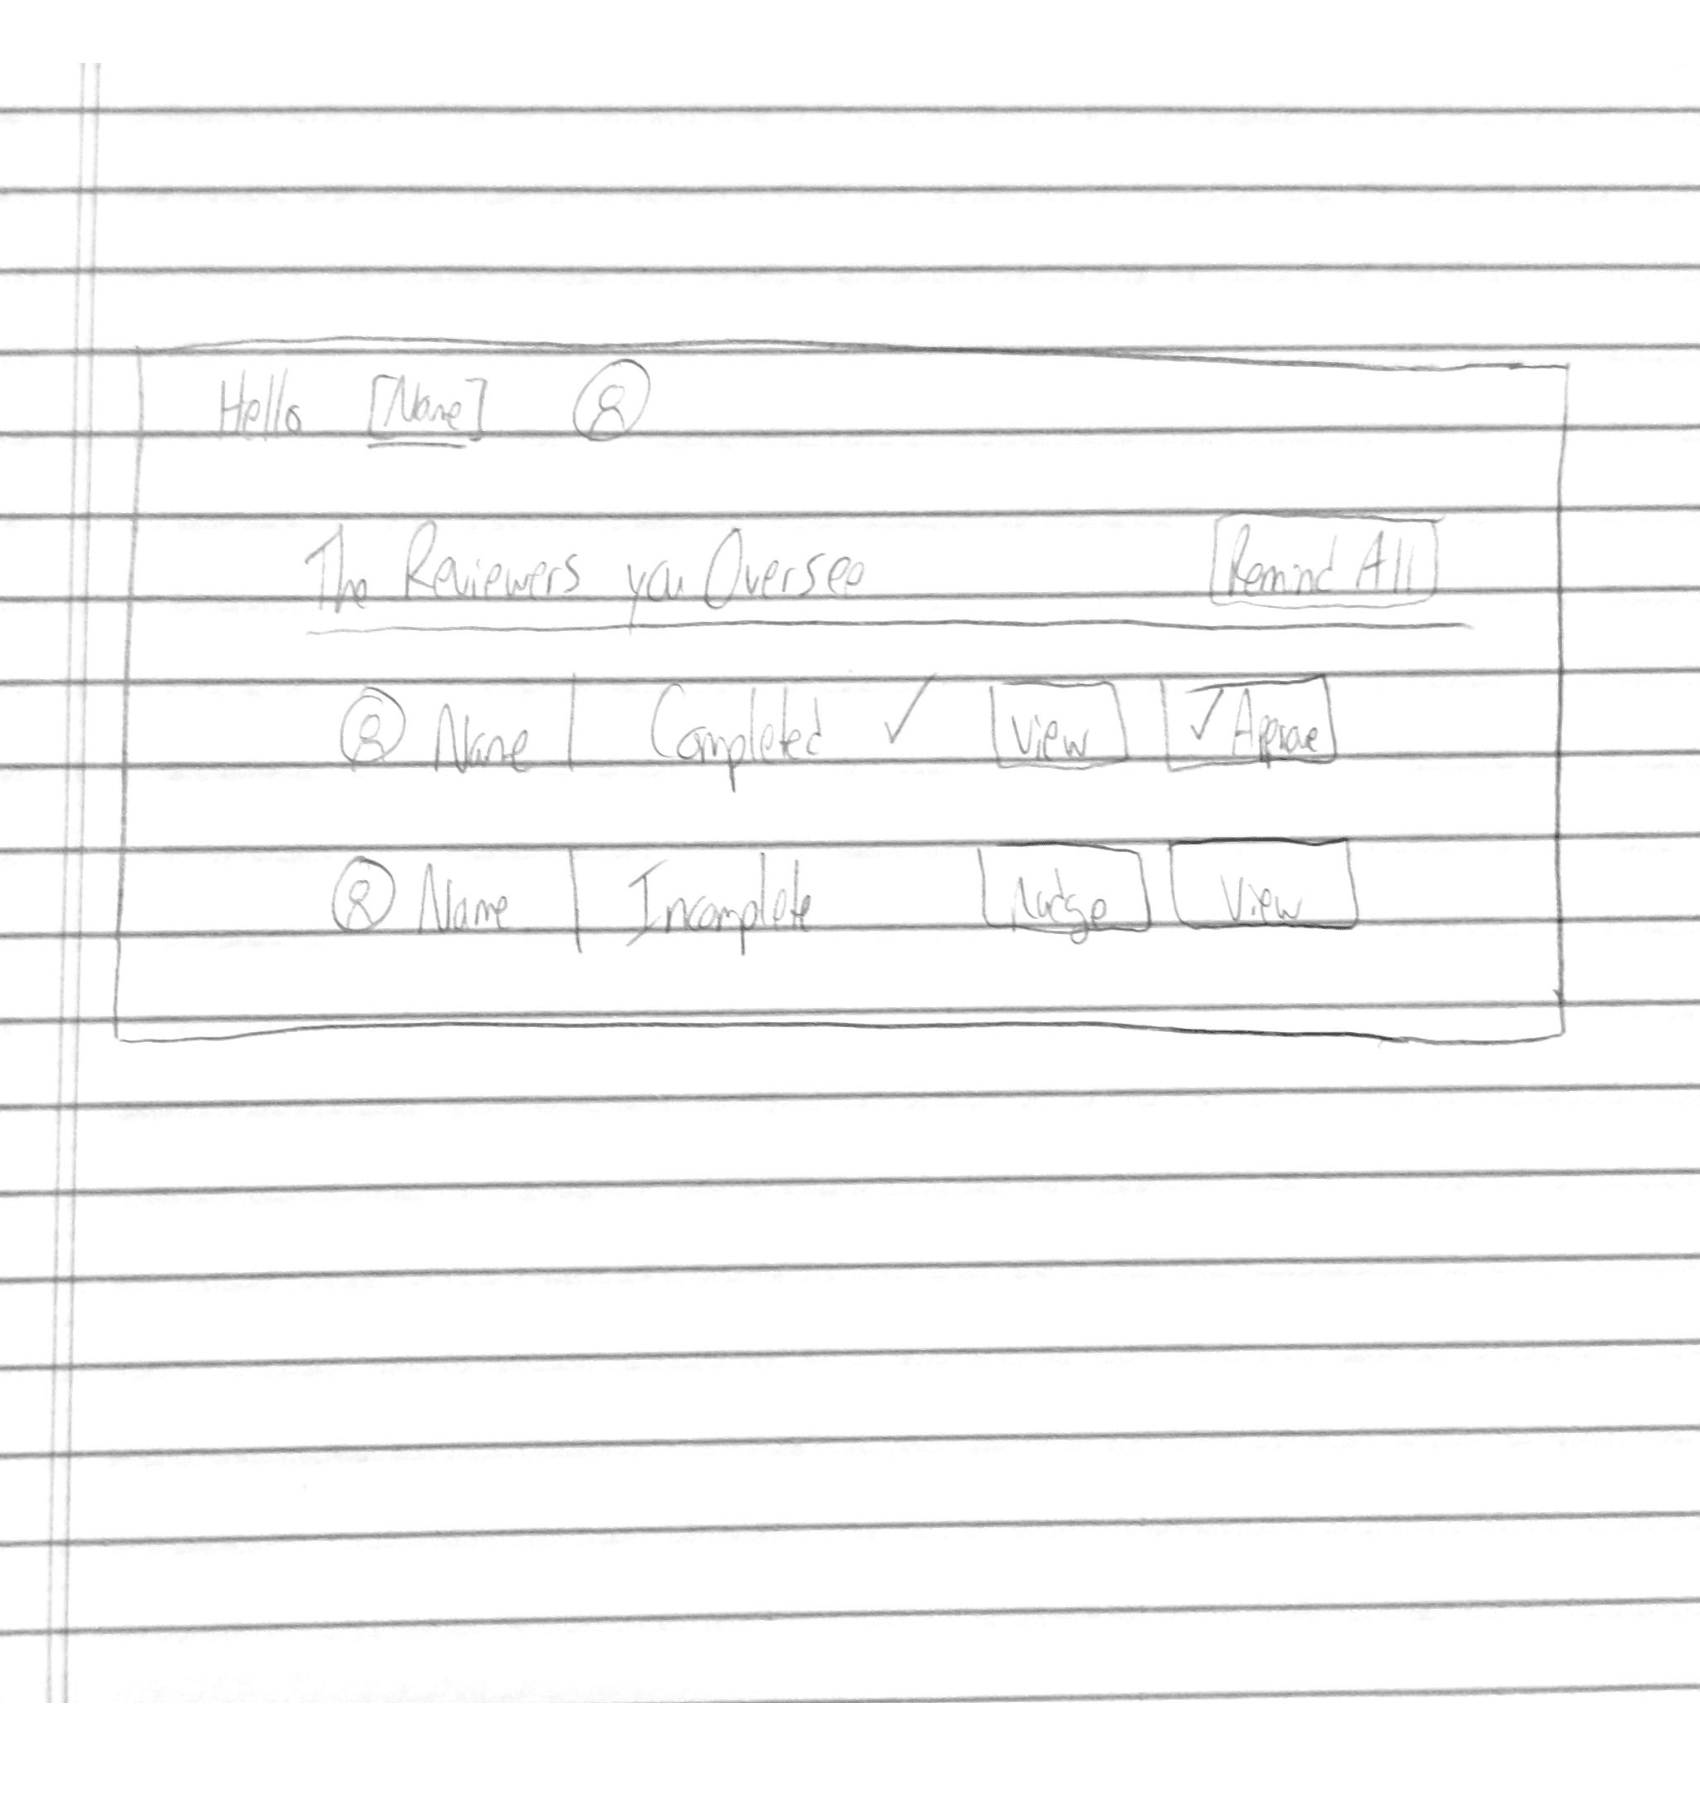 Hello [Name]
The Reviewers you Oversee Remind All
Name | Completed ✓ View ✓ Approve
Name | Incomplete Nudge View